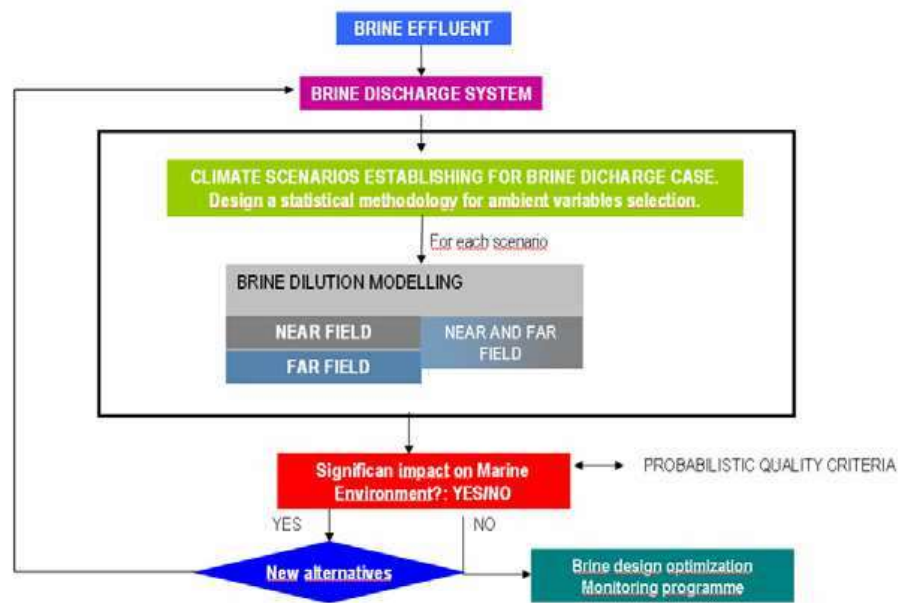 BRINE EFFLUENT
BRINE DISCHARGE SYSTEM
CLIMATE SCENARIOS ESTABLISHING FOR BRINE DICHARGE CASE.
Design a statistical methodology for ambient variables selection.
For each scenario
BRINE DILUTION MODELLING
NEAR FIELD
FAR FIELD
NEAR AND FAR
FIELD
Significan impact on Marine
Environment?: YES/NO
PROBABILISTIC QUALITY CRITERIA
YES
NO
New alternatives
Brine design optimization
Monitoring programme